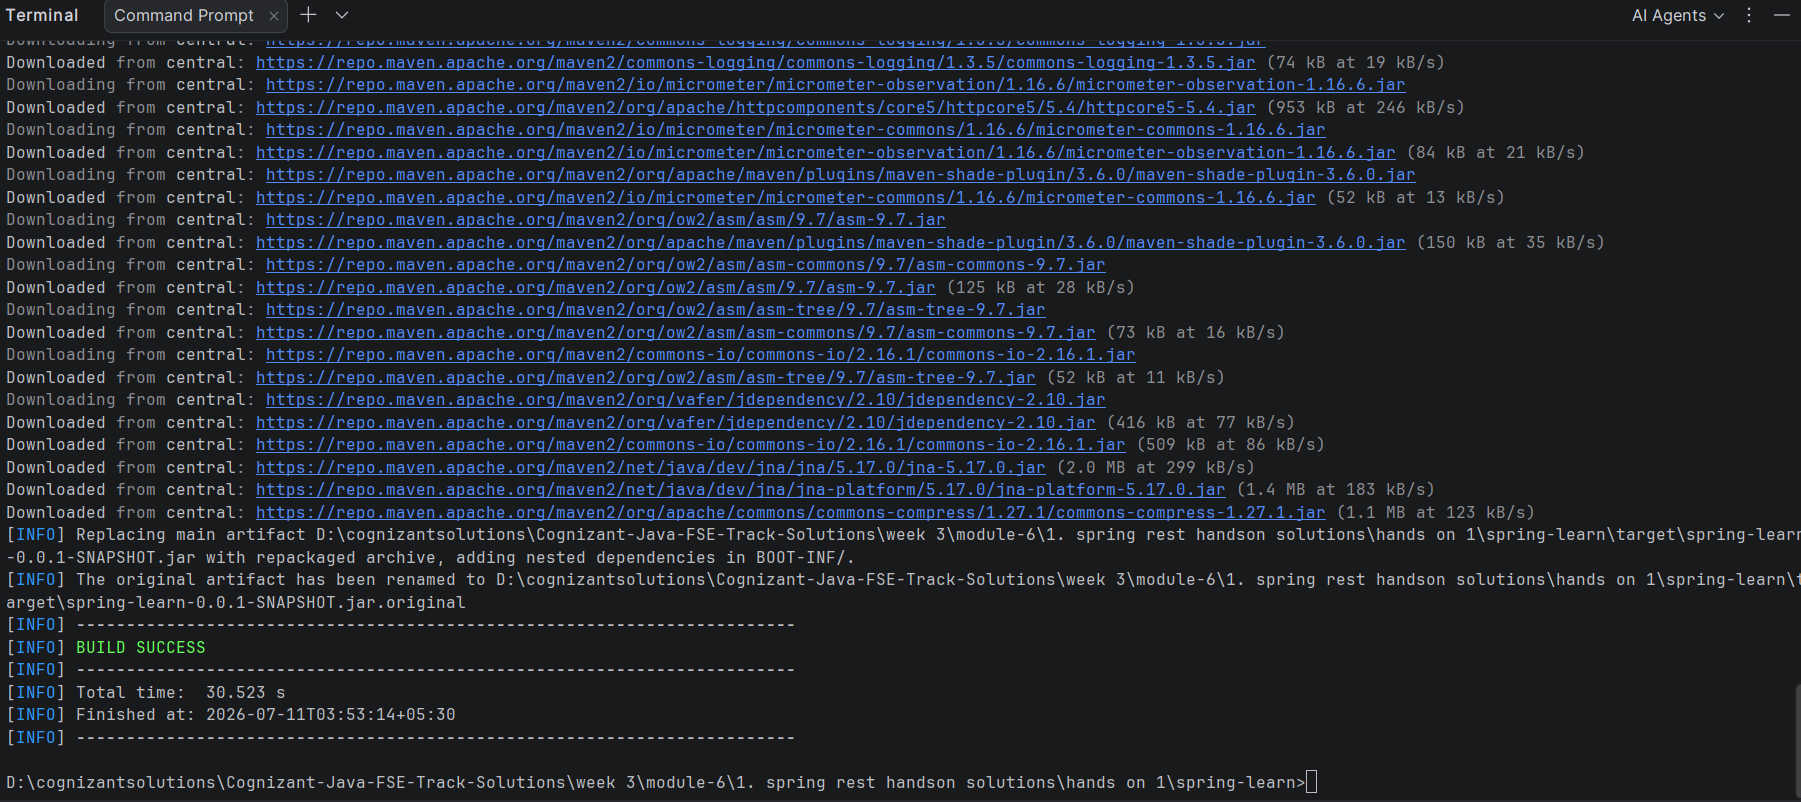 Terminal
Command Prompt
AI Agents
Downloading from central: https://repo.maven.apache.org/maven2/commons-logging/commons-logging/1.3.5/commons-logging-1.3.5.jar
Downloaded from central: https://repo.maven.apache.org/maven2/commons-logging/commons-logging/1.3.5/commons-logging-1.3.5.jar (74 kB at 19 kB/s)
Downloading from central: https://repo.maven.apache.org/maven2/io/micrometer/micrometer-observation/1.16.6/micrometer-observation-1.16.6.jar
Downloaded from central: https://repo.maven.apache.org/maven2/org/apache/httpcomponents/core5/httpcore5/5.4/httpcore5-5.4.jar (953 kB at 246 kB/s)
Downloading from central: https://repo.maven.apache.org/maven2/io/micrometer/micrometer-commons/1.16.6/micrometer-commons-1.16.6.jar
Downloaded from central: https://repo.maven.apache.org/maven2/io/micrometer/micrometer-observation/1.16.6/micrometer-observation-1.16.6.jar (84 kB at 21 kB/s)
Downloading from central: https://repo.maven.apache.org/maven2/org/apache/maven/plugins/maven-shade-plugin/3.6.0/maven-shade-plugin-3.6.0.jar
Downloaded from central: https://repo.maven.apache.org/maven2/io/micrometer/micrometer-commons/1.16.6/micrometer-commons-1.16.6.jar (52 kB at 13 kB/s)
Downloading from central: https://repo.maven.apache.org/maven2/org/ow2/asm/asm/9.7/asm-9.7.jar
Downloaded from central: https://repo.maven.apache.org/maven2/org/apache/maven/plugins/maven-shade-plugin/3.6.0/maven-shade-plugin-3.6.0.jar (150 kB at 35 kB/s)
Downloading from central: https://repo.maven.apache.org/maven2/org/ow2/asm/asm-commons/9.7/asm-commons-9.7.jar
Downloaded from central: https://repo.maven.apache.org/maven2/org/ow2/asm/asm/9.7/asm-9.7.jar (125 kB at 28 kB/s)
Downloading from central: https://repo.maven.apache.org/maven2/org/ow2/asm/asm-tree/9.7/asm-tree-9.7.jar
Downloaded from central: https://repo.maven.apache.org/maven2/org/ow2/asm/asm-commons/9.7/asm-commons-9.7.jar (73 kB at 16 kB/s)
Downloading from central: https://repo.maven.apache.org/maven2/commons-io/commons-io/2.16.1/commons-io-2.16.1.jar
Downloaded from central: https://repo.maven.apache.org/maven2/org/ow2/asm/asm-tree/9.7/asm-tree-9.7.jar (52 kB at 11 kB/s)
Downloading from central: https://repo.maven.apache.org/maven2/org/vafer/jdependency/2.10/jdependency-2.10.jar
Downloaded from central: https://repo.maven.apache.org/maven2/org/vafer/jdependency/2.10/jdependency-2.10.jar (416 kB at 77 kB/s)
Downloaded from central: https://repo.maven.apache.org/maven2/commons-io/commons-io/2.16.1/commons-io-2.16.1.jar (509 kB at 86 kB/s)
Downloaded from central: https://repo.maven.apache.org/maven2/net/java/dev/jna/jna/5.17.0/jna-5.17.0.jar (2.0 MB at 299 kB/s)
Downloaded from central: https://repo.maven.apache.org/maven2/net/java/dev/jna/jna-platform/5.17.0/jna-platform-5.17.0.jar (1.4 MB at 183 kB/s)
Downloaded from central: https://repo.maven.apache.org/maven2/org/apache/commons/commons-compress/1.27.1/commons-compress-1.27.1.jar (1.1 MB at 123 kB/s)
[INFO] Replacing main artifact D:\cognizantsolutions\Cognizant-Java-FSE-Track-Solutions\week 3\module-6\1. spring rest handson solutions\hands on 1\spring-learn\target\spring-learn
-0.0.1-SNAPSHOT.jar with repackaged archive, adding nested dependencies in BOOT-INF/.
[INFO] The original artifact has been renamed to D:\cognizantsolutions\Cognizant-Java-FSE-Track-Solutions\week 3\module-6\1. spring rest handson solutions\hands on 1\spring-learn\t
arget\spring-learn-0.0.1-SNAPSHOT.jar.original
[INFO] ------------------------------------------------------------------------
[INFO] BUILD SUCCESS
[INFO] ------------------------------------------------------------------------
[INFO] Total time:  30.523 s
[INFO] Finished at: 2026-07-11T03:53:14+05:30
[INFO] ------------------------------------------------------------------------
D:\cognizantsolutions\Cognizant-Java-FSE-Track-Solutions\week 3\module-6\1. spring rest handson solutions\hands on 1\spring-learn>